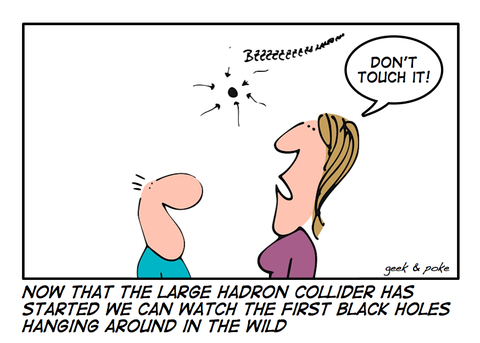 BZZZZZZZZZZ
DON'T
TOUCH IT!
geek & poke
NOW THAT THE LARGE HADRON COLLIDER HAS
STARTED WE CAN WATCH THE FIRST BLACK HOLES
HANGING AROUND IN THE WILD